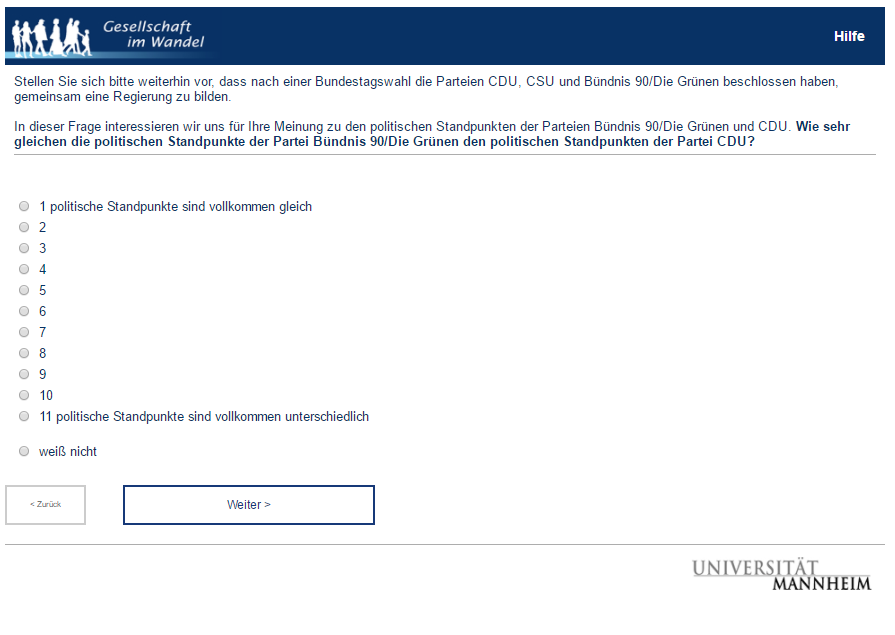 Gesellschaft
im Wandel
Hilfe
Stellen Sie sich bitte weiterhin vor, dass nach einer Bundestagswahl die Parteien CDU, CSU und Bündnis 90/Die Grünen beschlossen haben,
gemeinsam eine Regierung zu bilden.
In dieser Frage interessieren wir uns für Ihre Meinung zu den politischen Standpunkten der Parteien Bündnis 90/Die Grünen und CDU. Wie sehr
gleichen die politischen Standpunkte der Partei Bündnis 90/Die Grünen den politischen Standpunkten der Partei CDU?
1 politische Standpunkte sind vollkommen gleich
2
3
4
5
6
7
8
9
10
11 politische Standpunkte sind vollkommen unterschiedlich
weiß nicht
< Zurück
Weiter >
UNIVERSITÄT
MANNHEIM